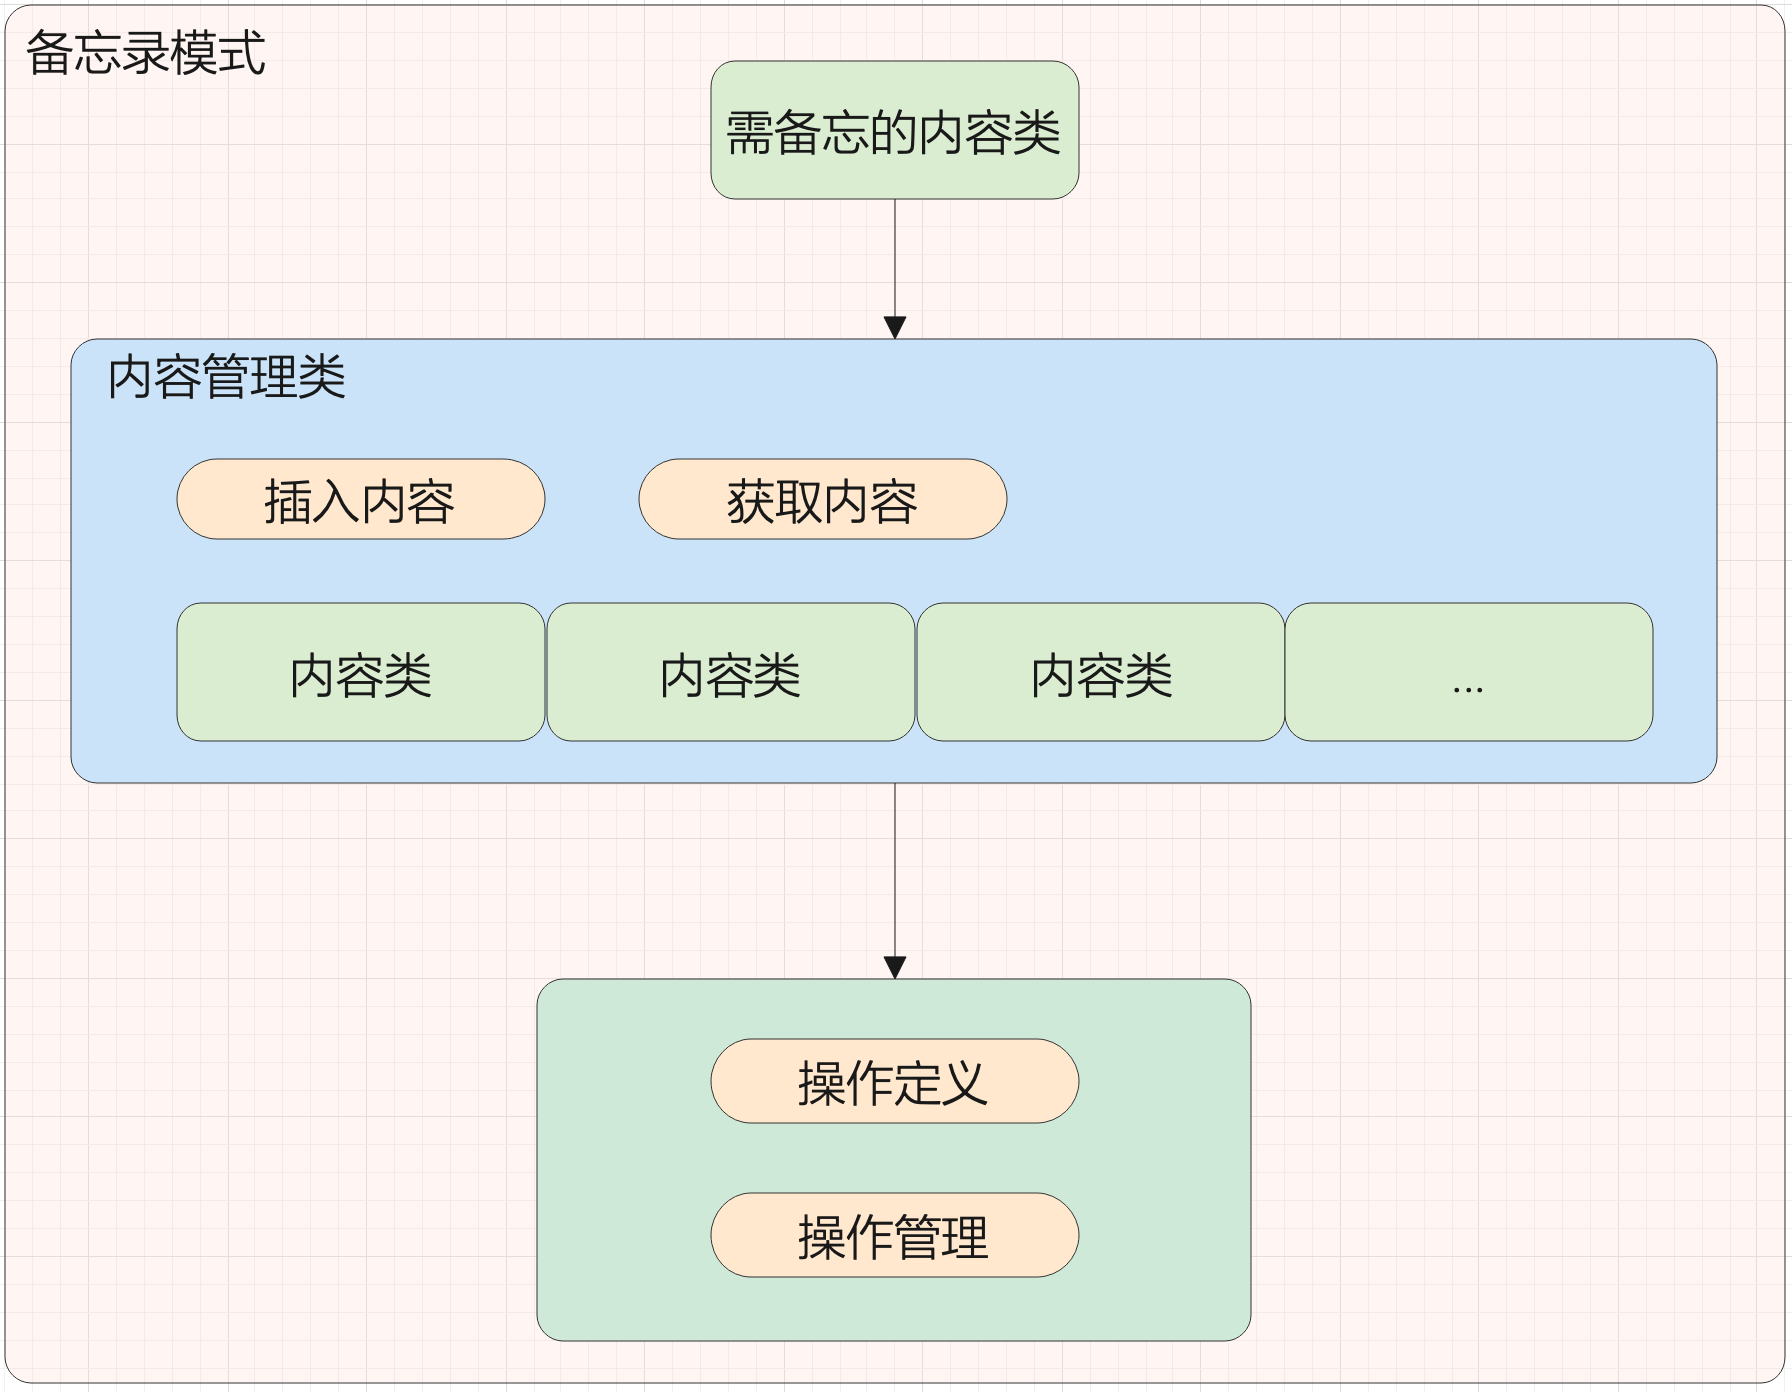 备忘录模式
需备忘的内容类
内容管理类
插入内容
获取内容
内容类
内容类
内容类
...
操作定义
操作管理